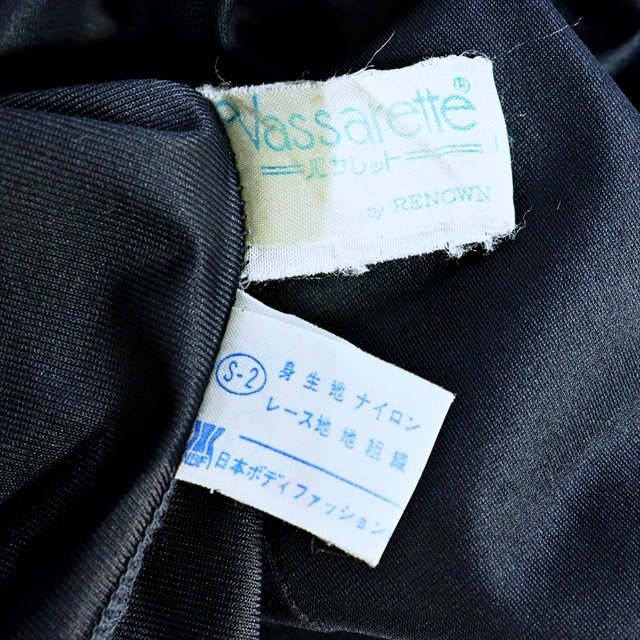 Vassarette®
バサレット
by RENOWN
S-2
身生地 ナイロン
レース地 地組織
日本ボディファッション